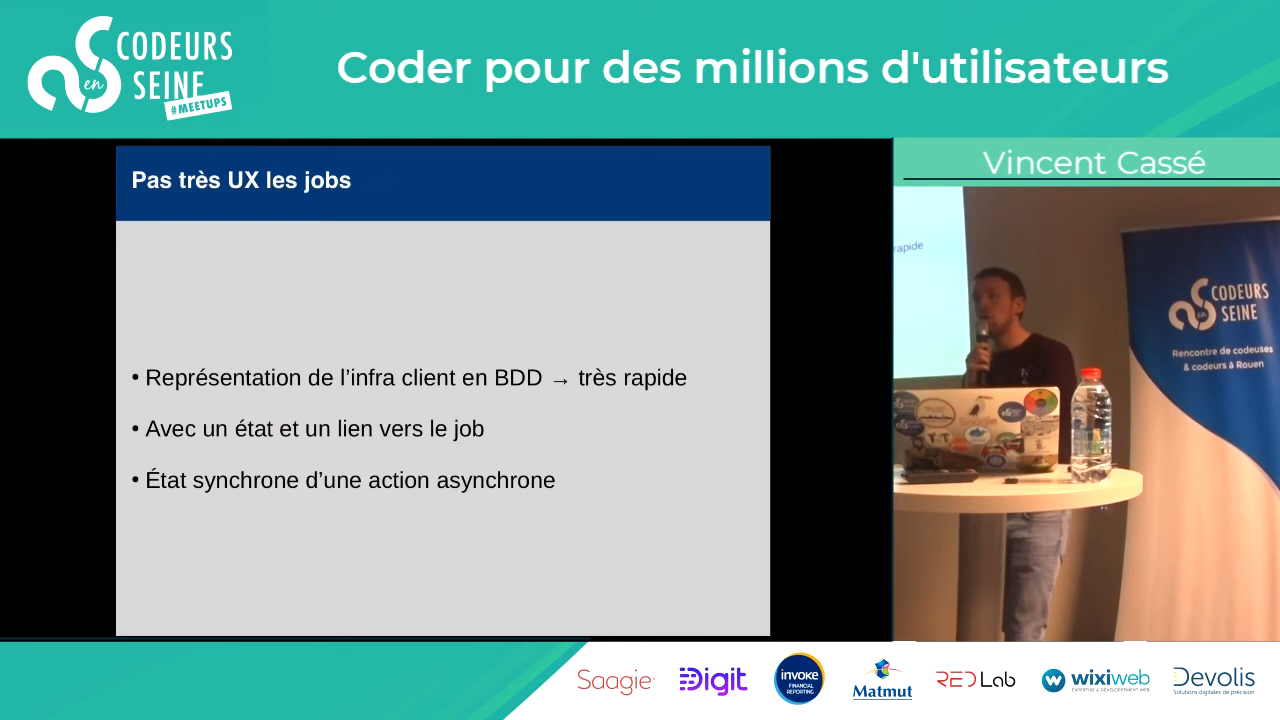 CODEURS
en
SEINE
#MEETUPS
Coder pour des millions d'utilisateurs
Vincent Cassé
Pas très UX les jobs
• Représentation de l’infra client en BDD → très rapide
• Avec un état et un lien vers le job
• État synchrone d’une action asynchrone
rapide
CODEURS
en
SEINE
Rencontre de codeuses
& codeurs à Rouen
Saagie
Digit
invoke
FINANCIAL
REPORTING
Matmut
RED Lab
W wixiweb
EXPERTISE & DÉVELOPPEMENT WEB
Devolis
Solutions digitales de précision